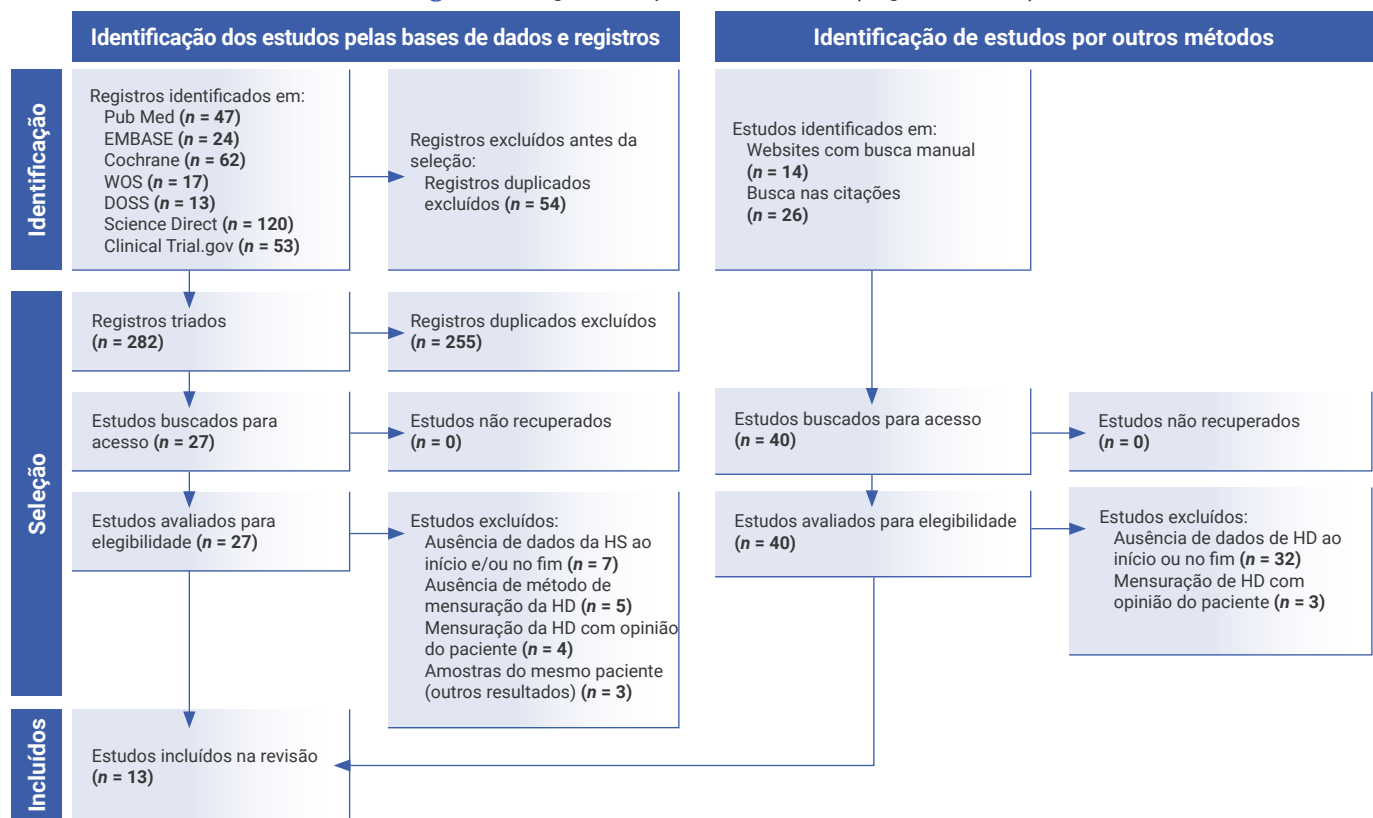 Identificação dos estudos pelas bases de dados e registros
Identificação de estudos por outros métodos
Identificação
Registros identificados em:
Pub Med (n = 47)
EMBASE (n = 24)
Cochrane (n = 62)
WOS (n = 17)
DOSS (n = 13)
Science Direct (n = 120)
Clinical Trial.gov (n = 53)
Registros excluídos antes da
seleção:
Registros duplicados
excluídos (n = 54)
Estudos identificados em:
Websites com busca manual
(n = 14)
Busca nas citações
(n = 26)
Seleção
Registros triados
(n = 282)
Registros duplicados excluídos
(n = 255)
Estudos buscados para
acesso (n = 27)
Estudos não recuperados
(n = 0)
Estudos buscados para acesso
(n = 40)
Estudos não recuperados
(n = 0)
Estudos avaliados para
elegibilidade (n = 27)
Estudos excluídos:
Ausência de dados da HS ao
início e/ou no fim (n = 7)
Ausência de método de
mensuração da HD (n = 5)
Mensuração da HD com opinião
do paciente (n = 4)
Amostras do mesmo paciente
(outros resultados) (n = 3)
Estudos avaliados para elegibilidade
(n = 40)
Estudos excluídos:
Ausência de dados de HD ao
início ou no fim (n = 32)
Mensuração de HD com
opinião do paciente (n = 3)
Incluídos
Estudos incluídos na revisão
(n = 13)